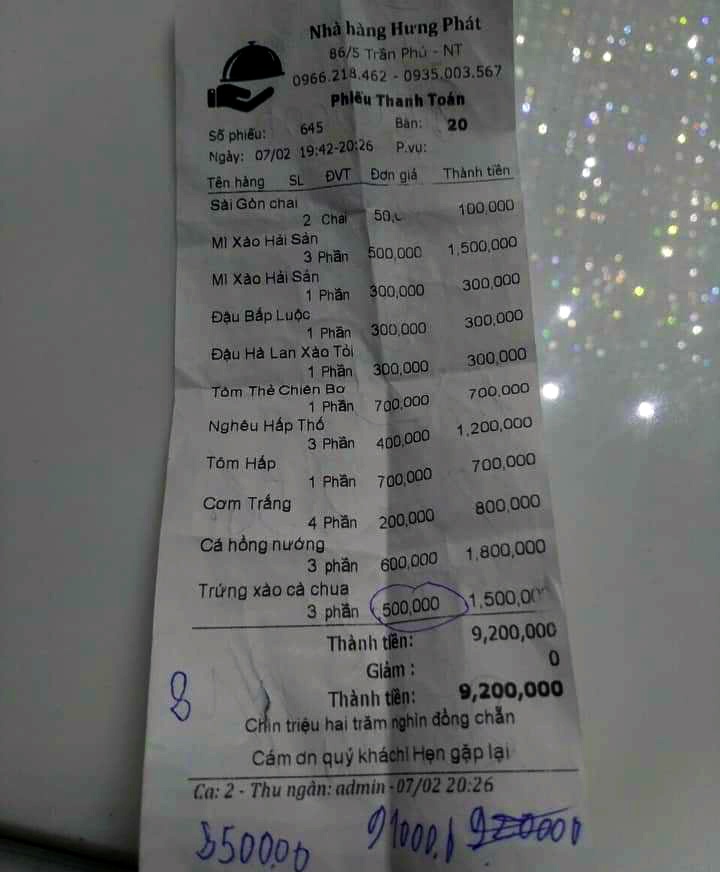 Nhà hàng Hưng Phát
86/5 Trần Phú - NT
0966.218.462 - 0935.003.567
Phiếu Thanh Toán
Số phiếu: 645 Bàn: 20
Ngày: 07/02 19:42-20:26 P.vụ:
Tên hàng SL ĐVT Đơn giá Thành tiền
Sài Gòn chai
2 Chai 50,0 100,000
Mì Xào Hải Sản
3 Phần 500,000 1,500,000
Mì Xào Hải Sản
1 Phần 300,000 300,000
Đậu Bắp Luộc
1 Phần 300,000 300,000
Đậu Hà Lan Xào Tỏi
1 Phần 300,000 300,000
Tôm Thẻ Chiên Bơ
1 Phần 700,000 700,000
Nghêu Hấp Thố
3 Phần 400,000 1,200,000
Tôm Hấp
1 Phần 700,000 700,000
Cơm Trắng
4 Phần 200,000 800,000
Cá hồng nướng
3 phần 600,000 1,800,000
Trứng xào cà chua
3 phần 500,000 1,500,00
Thành tiền: 9,200,000
Giảm : 0
Thành tiền: 9,200,000
8
Chín triệu hai trăm nghìn đồng chẵn
Cám ơn quý khách! Hẹn gặp lại
Ca: 2 - Thu ngân: admin - 07/02 20:26